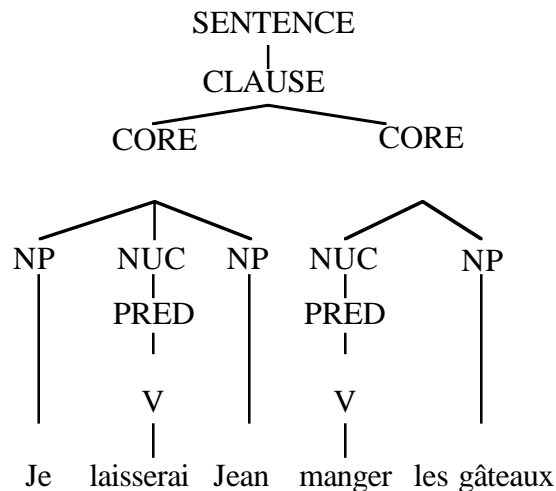 SENTENCE
CLAUSE
CORE CORE
NP NUC NP NUC NP
PRED PRED
V V
Je laisserai Jean manger les gâteaux